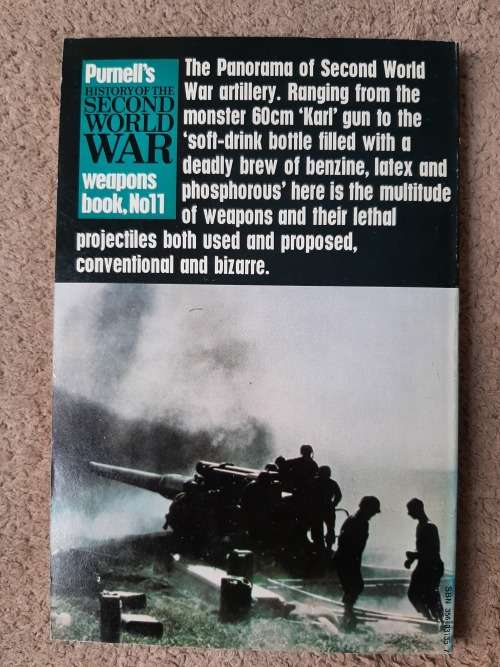 Purnell's
HISTORY OF THE
SECOND
WORLD
WAR
weapons
book, No11
The Panorama of Second World
War artillery. Ranging from the
monster 60cm 'Karl' gun to the
'soft-drink bottle filled with a
deadly brew of benzine, latex and
phosphorous' here is the multitude
of weapons and their lethal
projectiles both used and proposed,
conventional and bizarre.
SBN